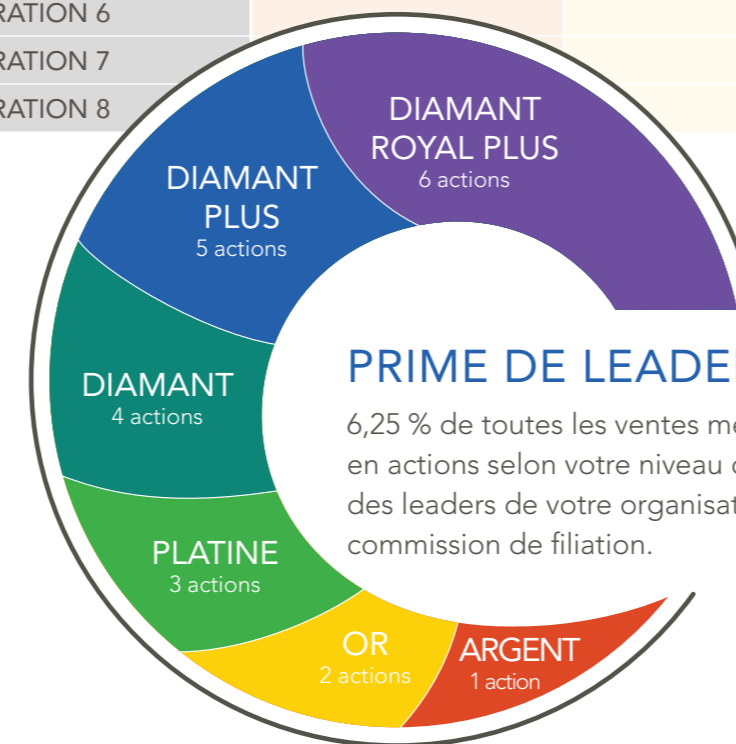 RATION 6
RATION 7
RATION 8
DIAMANT
ROYAL PLUS
6 actions
DIAMANT
PLUS
5 actions
DIAMANT
4 actions
PRIME DE LEADE
6,25 % de toutes les ventes me
en actions selon votre niveau
des leaders de votre organisat
commission de filiation.
PLATINE
3 actions
OR
2 actions
ARGENT
1 action